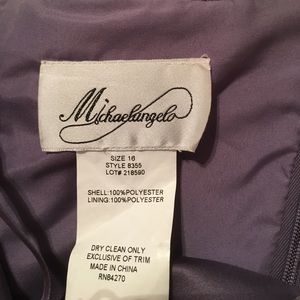 Michaelangelo
SIZE 16
STYLE 8355
LOT# 218590
SHELL:100%POLYESTER
LINING:100%POLYESTER
DRY CLEAN ONLY
EXCLUSIVE OF TRIM
MADE IN CHINA
RN84270